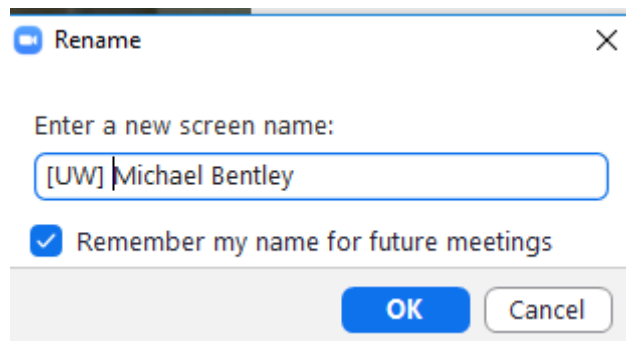 Rename
Enter a new screen name:
[UW] Michael Bentley
Remember my name for future meetings
OK Cancel